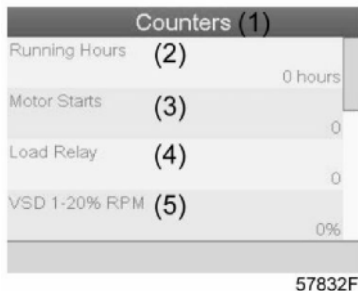 Counters (1)
Running Hours (2)
0 hours
Motor Starts (3)
0
Load Relay (4)
0
VSD 1-20% RPM (5)
0%
57832F